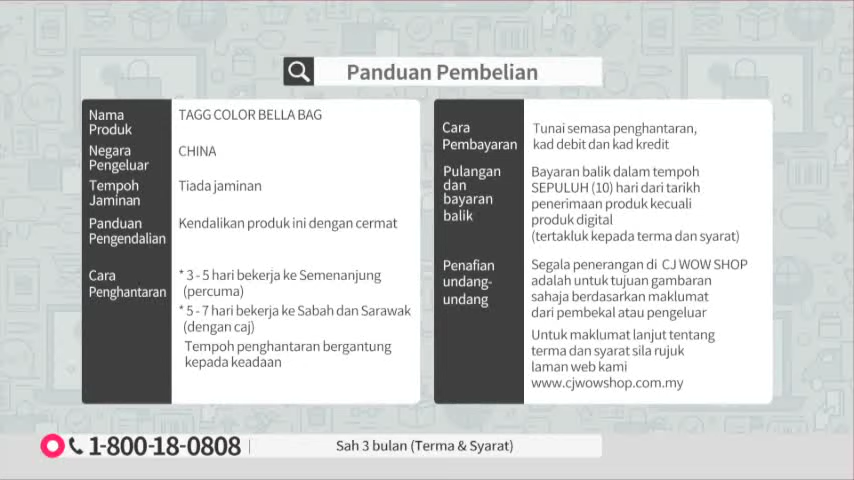 Panduan Pembelian
Nama
Produk
TAGG COLOR BELLA BAG
Negara
Pengeluar
CHINA
Tempoh
Jaminan
Tiada jaminan
Panduan
Pengendalian
Kendalikan produk ini dengan cermat
Cara
Penghantaran
* 3 - 5 hari bekerja ke Semenanjung
(percuma)
* 5 - 7 hari bekerja ke Sabah dan Sarawak
(dengan caj)
Tempoh penghantaran bergantung
kepada keadaan
Cara
Pembayaran
Tunai semasa penghantaran,
kad debit dan kad kredit
Pulangan
dan
bayaran
balik
Bayaran balik dalam tempoh
SEPULUH (10) hari dari tarikh
penerimaan produk kecuali
produk digital
(tertakluk kepada terma dan syarat)
Penafian
undang-
undang
Segala penerangan di CJ WOW SHOP
adalah untuk tujuan gambaran
sahaja berdasarkan maklumat
dari pembekal atau pengeluar
Untuk maklumat lanjut tentang
terma dan syarat sila rujuk
laman web kami
www.cjwowshop.com.my
1-800-18-0808
Sah 3 bulan (Terma & Syarat)